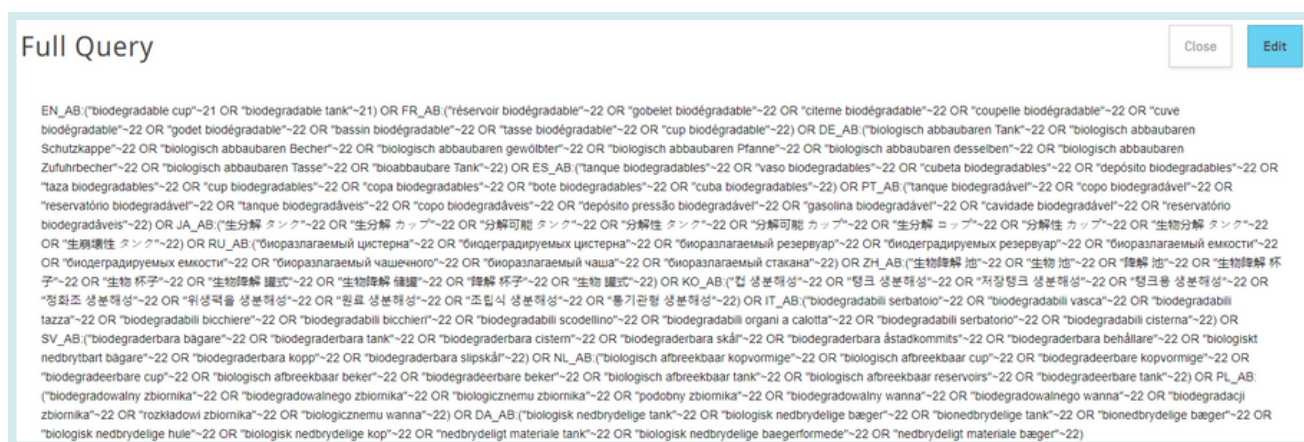 Full Query
Close
Edit
EN_AB:("biodegradable cup"~21 OR "biodegradable tank"~21) OR FR_AB:("réservoir biodégradable"~22 OR "gobelet biodégradable"~22 OR "citerne biodégradable"~22 OR "coupelle biodégradable"~22 OR "cuve
biodégradable"~22 OR "godet biodégradable"~22 OR "bassin biodégradable"~22 OR "tasse biodégradable"~22 OR "cup biodégradable"~22) OR DE_AB:("biologisch abbaubaren Tank"~22 OR "biologisch abbaubaren
Schutzkappe"~22 OR "biologisch abbaubaren Becher"~22 OR "biologisch abbaubaren gewölbter"~22 OR "biologisch abbaubaren Pfanne"~22 OR "biologisch abbaubaren desselben"~22 OR "biologisch abbaubaren
Zufuhrbecher"~22 OR "biologisch abbaubaren Tasse"~22 OR "bioabbaubare Tank"~22) OR ES_AB:("tanque biodegradables"~22 OR "vaso biodegradables"~22 OR "cubeta biodegradables"~22 OR "depósito biodegradables"~22 OR
"taza biodegradables"~22 OR "cup biodegradables"~22 OR "copa biodegradables"~22 OR "bote biodegradables"~22 OR "cuba biodegradables"~22) OR PT_AB:("tanque biodegradável"~22 OR "copo biodegradável"~22 OR
"reservatório biodegradável"~22 OR "tanque biodegradáveis"~22 OR "copo biodegradáveis"~22 OR "depósito pressão biodegradável"~22 OR "gasolina biodegradável"~22 OR "cavidade biodegradável"~22 OR "reservatório
biodegradáveis"~22) OR JA_AB:("生分解 タンク"~22 OR "生分解 カップ"~22 OR "分解可能 タンク"~22 OR "分解性 タンク"~22 OR "分解可能 カップ"~22 OR "生分解 コップ"~22 OR "分解性 カップ"~22 OR "生物分解 タンク"~22
OR "生崩壊性 タンク"~22) OR RU_AB:("биоразлагаемый цистерна"~22 OR "биодеградируемых цистерна"~22 OR "биоразлагаемый резервуар"~22 OR "биодеградируемых резервуар"~22 OR "биоразлагаемый емкости"~22
OR "биодеградируемых емкости"~22 OR "биоразлагаемый чашечного"~22 OR "биоразлагаемый чаша"~22 OR "биоразлагаемый стакана"~22) OR ZH_AB:("生物降解 池"~22 OR "生物 池"~22 OR "降解 池"~22 OR "生物降解 杯
子"~22 OR "生物 杯子"~22 OR "生物降解 罐式"~22 OR "生物降解 储罐"~22 OR "降解 杯子"~22 OR "生物 罐式"~22) OR KO_AB:("컵 생분해성"~22 OR "탱크 생분해성"~22 OR "저장탱크 생분해성"~22 OR "탱크용 생분해성"~22 OR
"정화조 생분해성"~22 OR "위생팩을 생분해성"~22 OR "원료 생분해성"~22 OR "조립식 생분해성"~22 OR "통기관형 생분해성"~22) OR IT_AB:("biodegradabili serbatoio"~22 OR "biodegradabili vasca"~22 OR "biodegradabili
tazza"~22 OR "biodegradabili bicchiere"~22 OR "biodegradabili bicchieri"~22 OR "biodegradabili scodellino"~22 OR "biodegradabili organi a calotta"~22 OR "biodegradabili serbatorio"~22 OR "biodegradabili cisterna"~22) OR
SV_AB:("biodegraderbara bägare"~22 OR "biodegraderbara tank"~22 OR "biodegraderbara cistern"~22 OR "biodegraderbara skål"~22 OR "biodegraderbara åstadkommits"~22 OR "biodegraderbara behållare"~22 OR "biologiskt
nedbrytbart bägare"~22 OR "biodegraderbara kopp"~22 OR "biodegraderbara slipskål"~22) OR NL_AB:("biologisch afbreekbaar kopvormige"~22 OR "biologisch afbreekbaar cup"~22 OR "biodegradeerbare kopvormige"~22 OR
"biodegradeerbare cup"~22 OR "biologisch afbreekbaar beker"~22 OR "biodegradeerbare beker"~22 OR "biologisch afbreekbaar tank"~22 OR "biologisch afbreekbaar reservoirs"~22 OR "biodegradeerbare tank"~22) OR PL_AB:
("biodegradowalny zbiornika"~22 OR "biodegradowalnego zbiornika"~22 OR "biologicznemu zbiornika"~22 OR "podobny zbiornika"~22 OR "biodegradowalny wanna"~22 OR "biodegradowalnego wanna"~22 OR "biodegradacji
zbiornika"~22 OR "rozkładowi zbiornika"~22 OR "biologicznemu wanna"~22) OR DA_AB:("biologisk nedbrydelige tank"~22 OR "biologisk nedbrydelige bæger"~22 OR "bionedbrydelige tank"~22 OR "bionedbrydelige bæger"~22 OR
"biologisk nedbrydelige hule"~22 OR "biologisk nedbrydelige kop"~22 OR "nedbrydeligt materiale tank"~22 OR "biologisk nedbrydelige baegerformede"~22 OR "nedbrydeligt materiale bæger"~22)